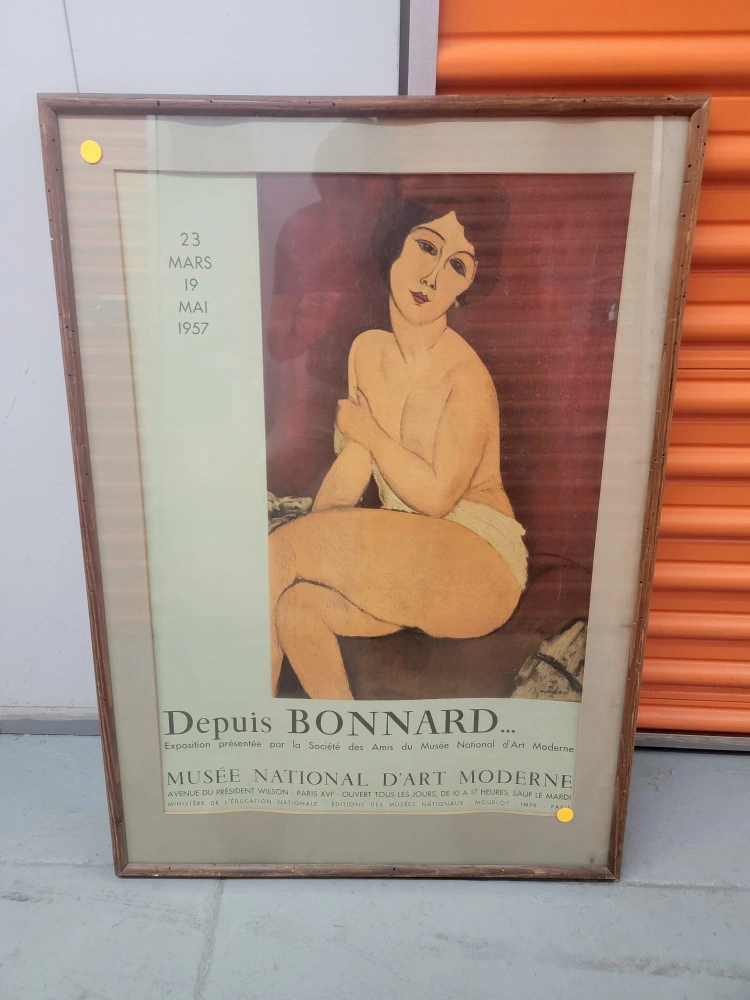 23
MARS
19
MAI
1957
Depuis BONNARD...
Exposition présentée par la Société des Amis du Musée National d'Art Moderne
MUSÉE NATIONAL D'ART MODERNE
AVENUE DU PRÉSIDENT WILSON - PARIS XVIᵉ - OUVERT TOUS LES JOURS, DE 10 A 17 HEURES, SAUF LE MARDI
MINISTÈRE DE L'ÉDUCATION NATIONALE - ÉDITIONS DES MUSÉES NATIONAUX - MOURLOT. IMPR. - PARIS